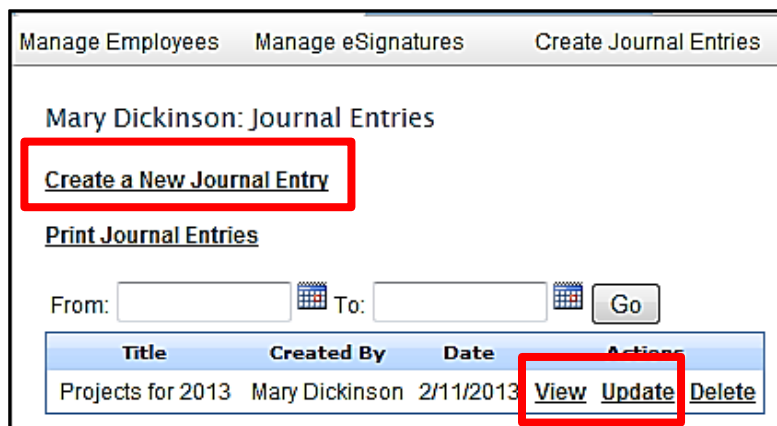 Manage Employees Manage eSignatures Create Journal Entries
Mary Dickinson: Journal Entries
Create a New Journal Entry
Print Journal Entries
From: To: Go
Title Created By Date Actions
Projects for 2013 Mary Dickinson 2/11/2013 View Update Delete